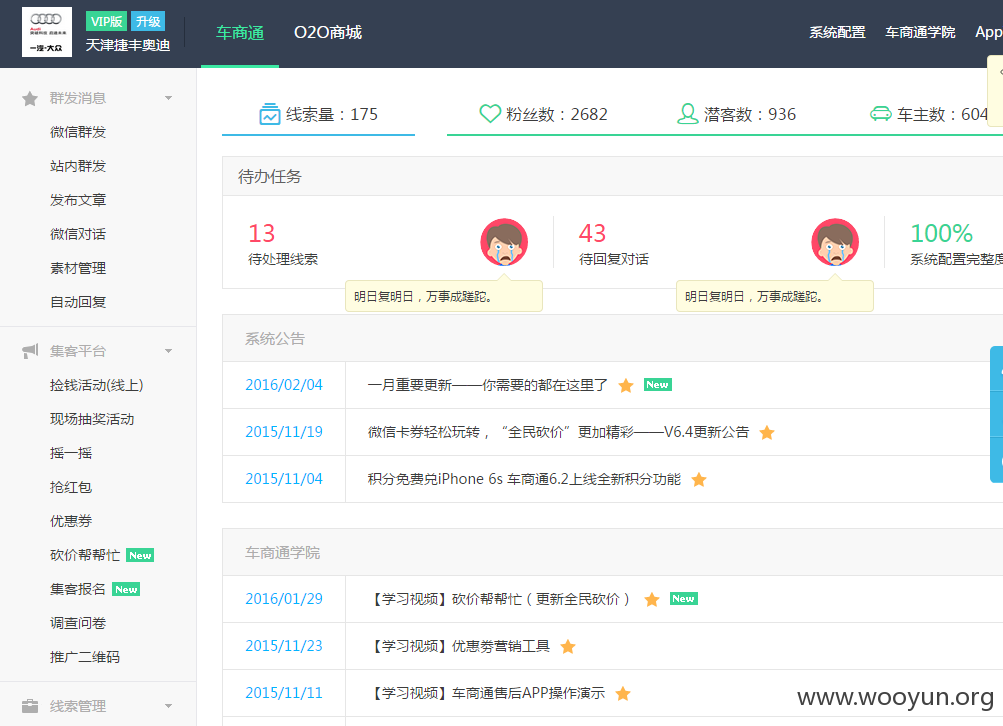 VIP版 升级
天津捷丰奥迪
Audi
一汽-大众
车商通 O2O商城
系统配置 车商通学院 App
群发消息
微信群发
站内群发
发布文章
微信对话
素材管理
自动回复
集客平台
捡钱活动(线上)
现场抽奖活动
摇一摇
抢红包
优惠券
砍价帮帮忙 New
集客报名 New
调查问卷
推广二维码
线索管理
线索量：175 粉丝数：2682 潜客数：936 车主数：604
待办任务
13 43 100%
待处理线索 待回复对话 系统配置完整度
明日复明日，万事成蹉跎。 明日复明日，万事成蹉跎。
系统公告
2016/02/04 一月重要更新——你需要的都在这里了 New
2015/11/19 微信卡券轻松玩转，“全民砍价”更加精彩——V6.4更新公告
2015/11/04 积分免费兑iPhone 6s 车商通6.2上线全新积分功能
车商通学院
2016/01/29 【学习视频】砍价帮帮忙（更新全民砍价） New
2015/11/23 【学习视频】优惠劵营销工具
2015/11/11 【学习视频】车商通售后APP操作演示
www.wooyun.org